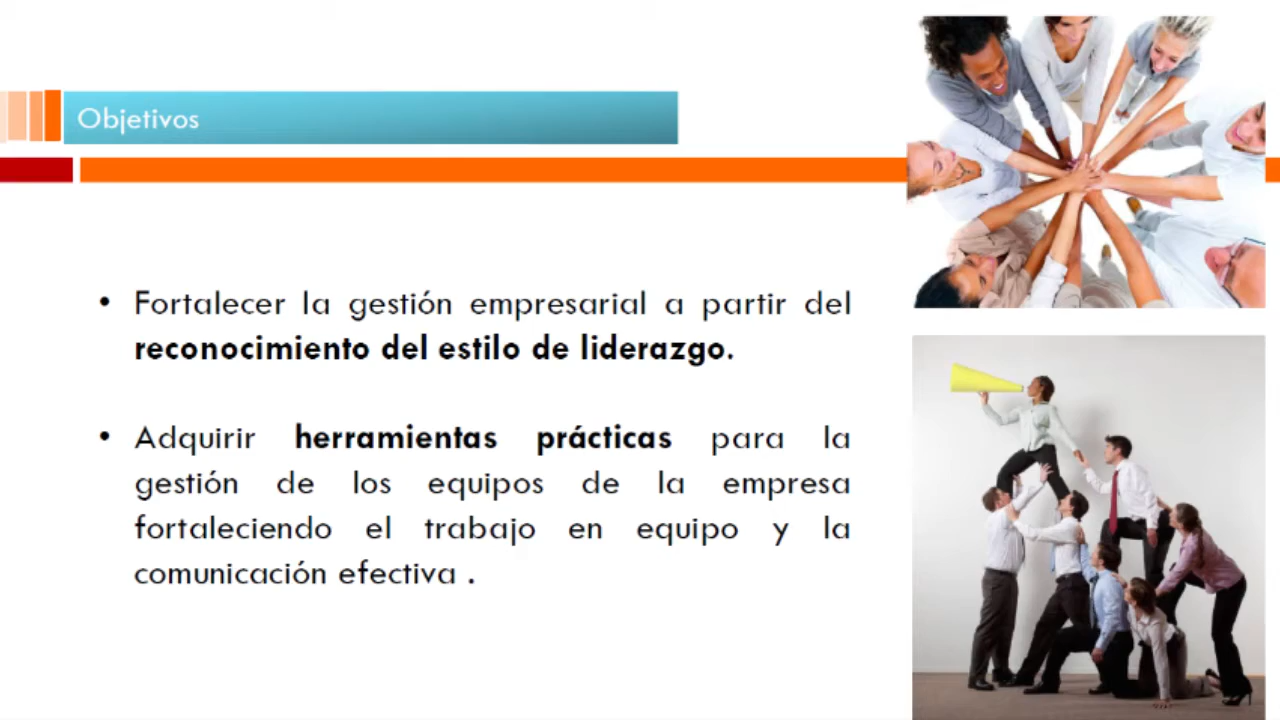 Objetivos
• Fortalecer la gestión empresarial a partir del
reconocimiento del estilo de liderazgo.
• Adquirir herramientas prácticas para la
gestión de los equipos de la empresa
fortaleciendo el trabajo en equipo y la
comunicación efectiva .